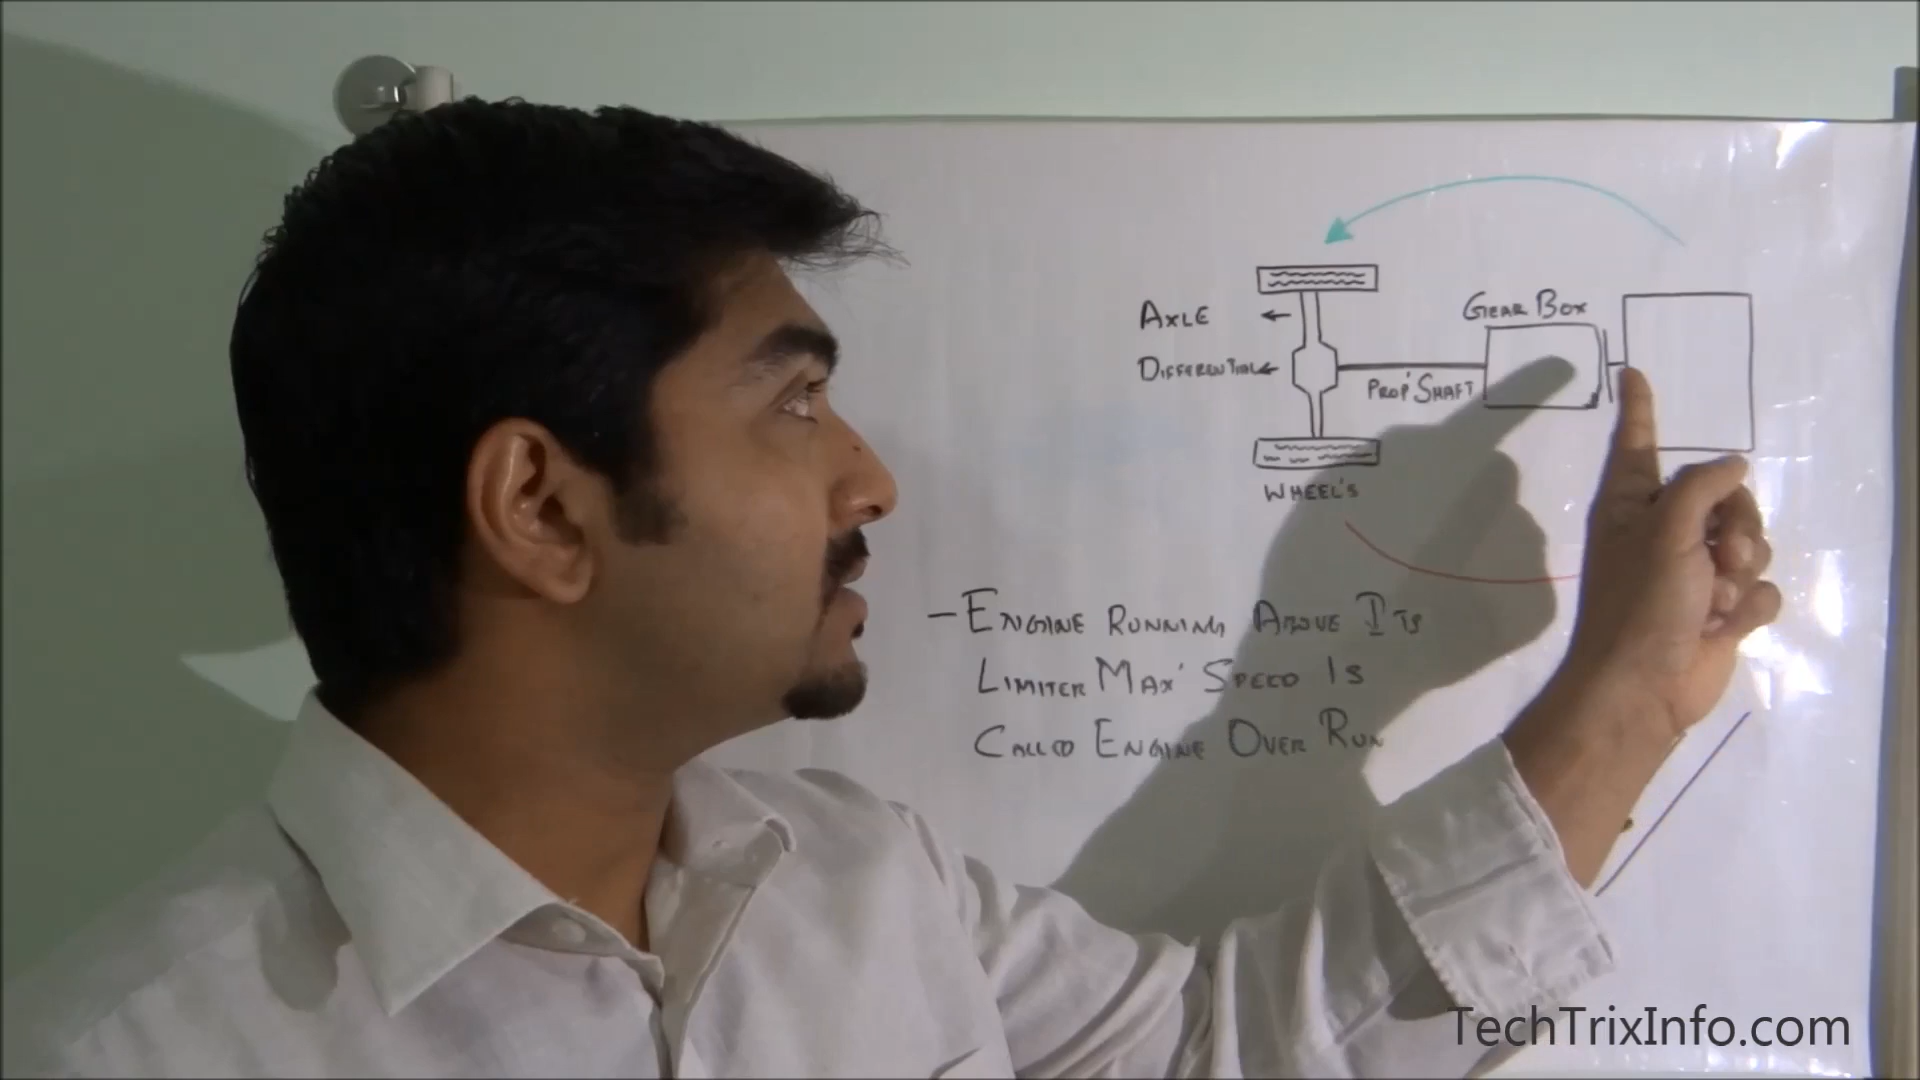 Gear Box
Axle
Differential
Prop' Shaft
Wheel's
- Engine Running Above Its
Limiter Max' Speed Is
Called Engine Over Run
TechTrixInfo.com